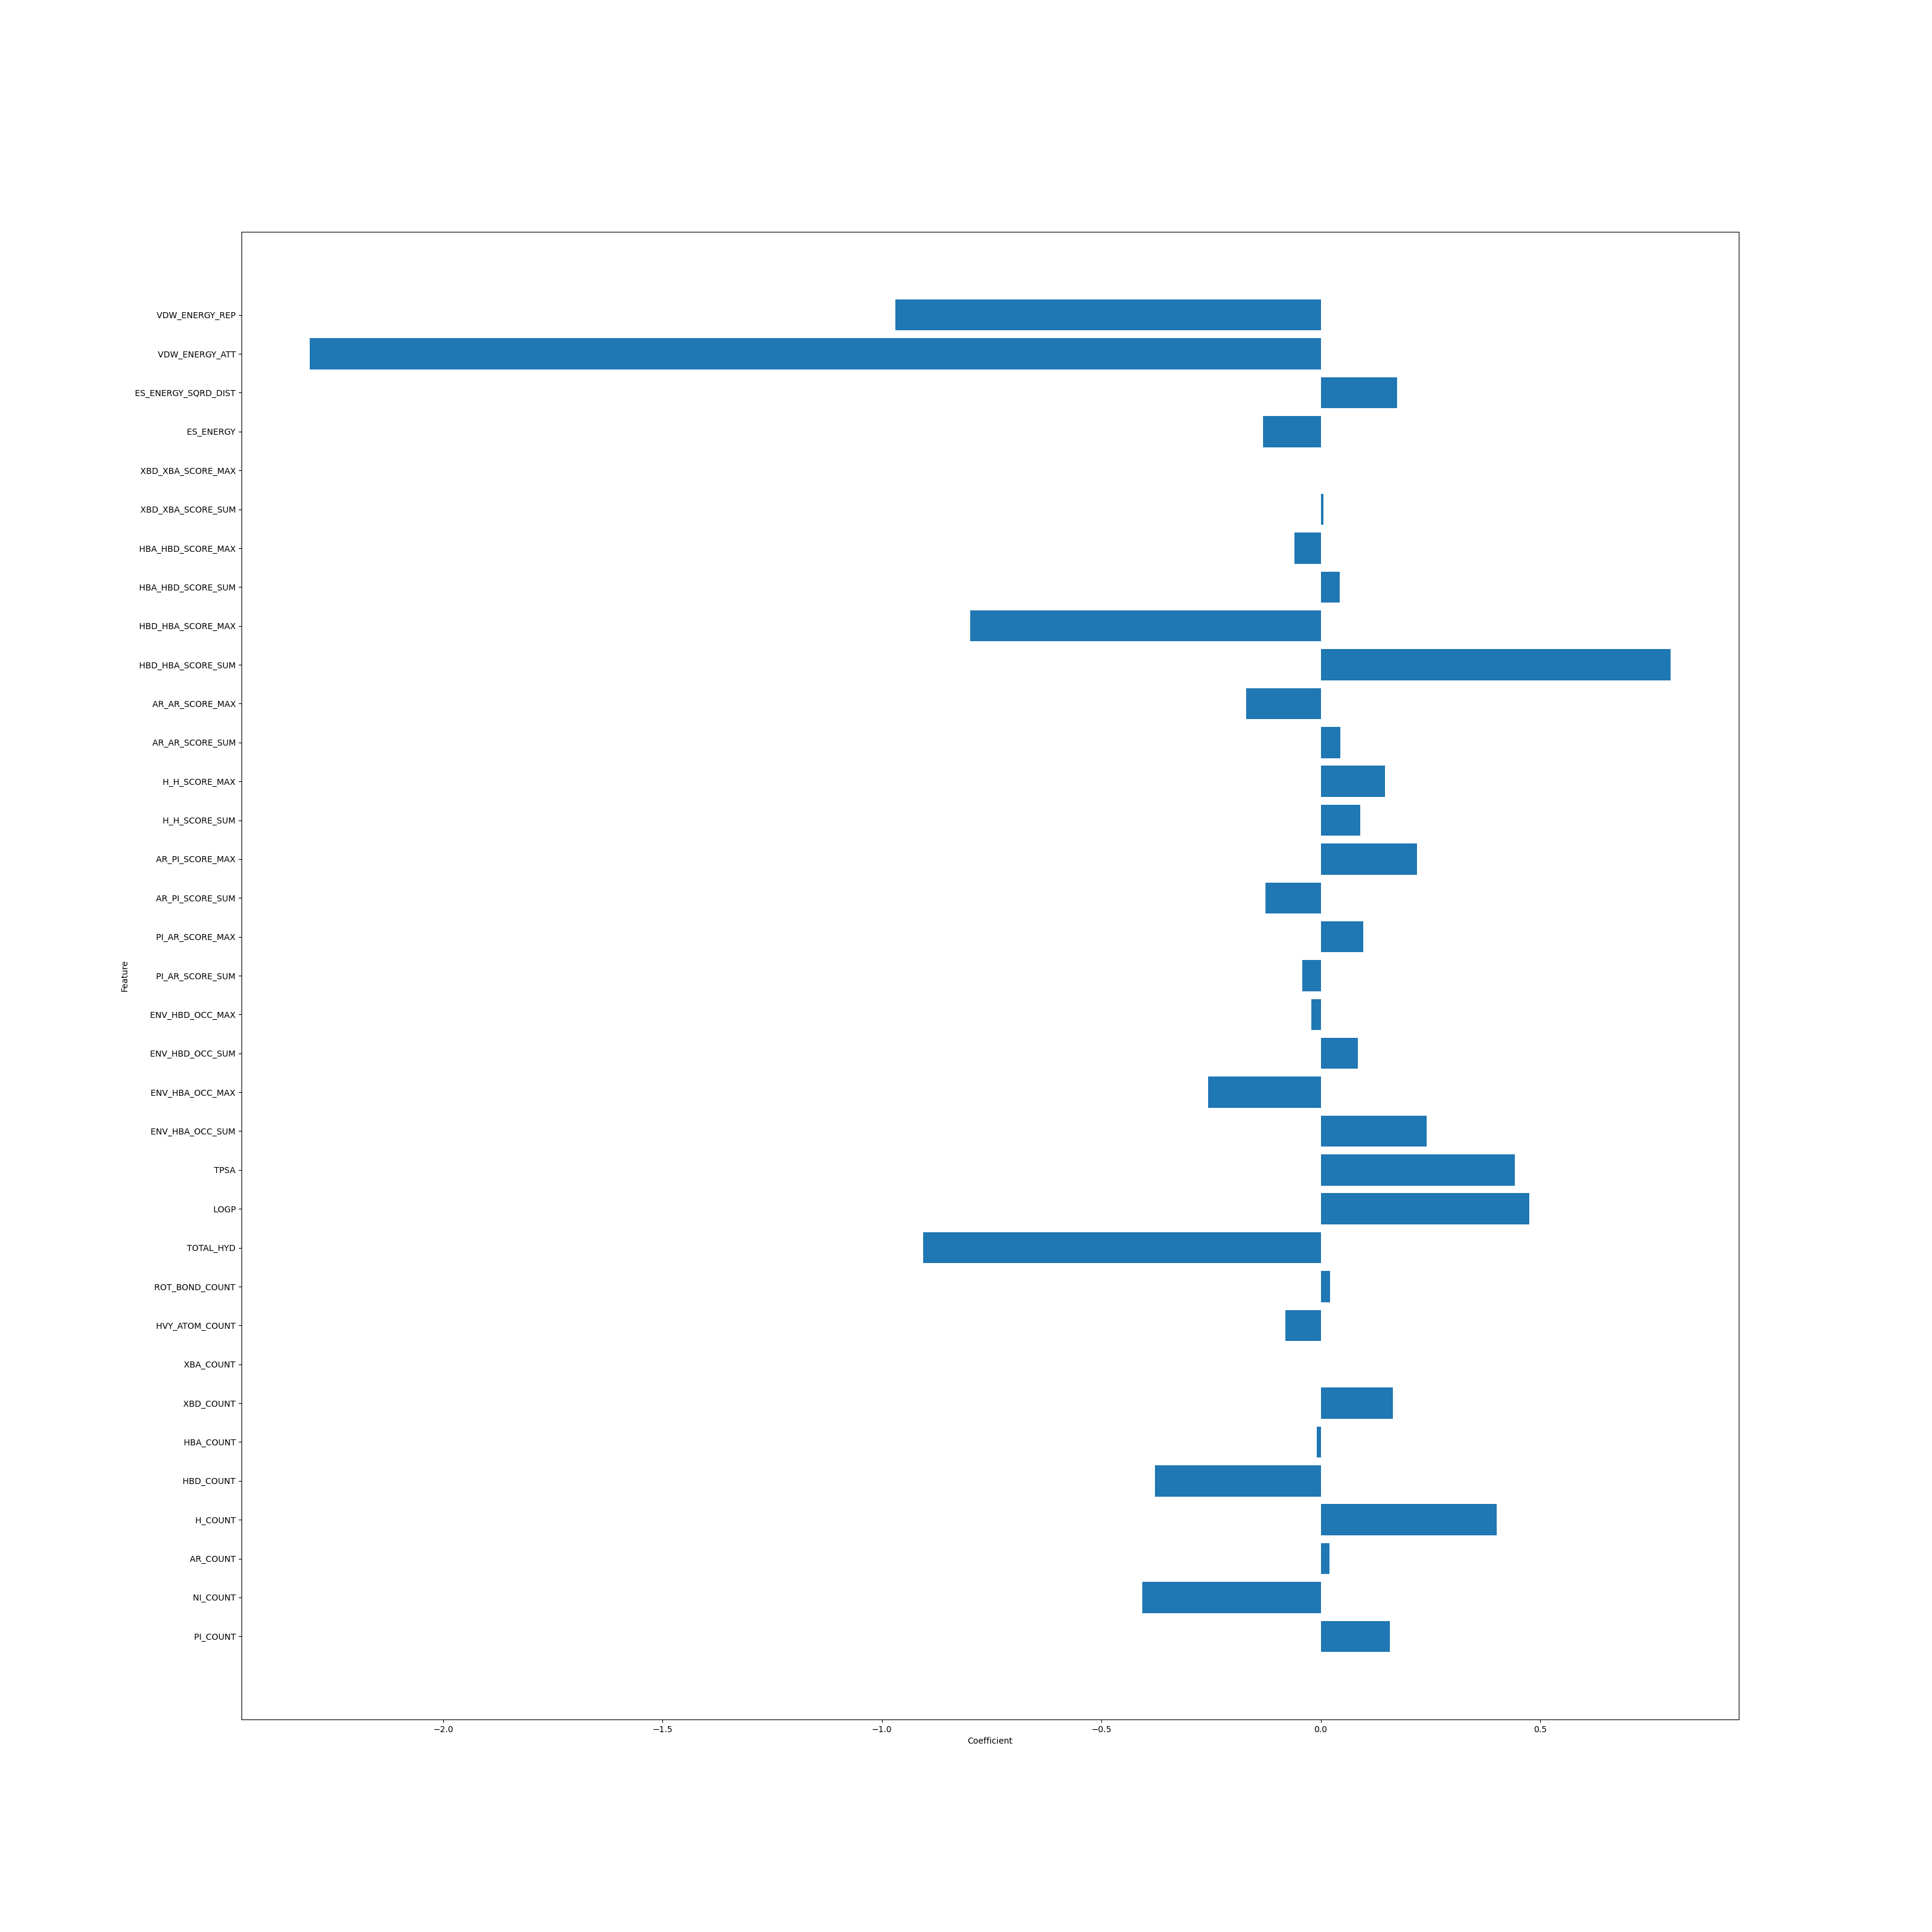 VDW_ENERGY_REP
VDW_ENERGY_ATT
ES_ENERGY_SQRD_DIST
ES_ENERGY
XBD_XBA_SCORE_MAX
XBD_XBA_SCORE_SUM
HBA_HBD_SCORE_MAX
HBA_HBD_SCORE_SUM
HBD_HBA_SCORE_MAX
HBD_HBA_SCORE_SUM
AR_AR_SCORE_MAX
AR_AR_SCORE_SUM
H_H_SCORE_MAX
H_H_SCORE_SUM
AR_PI_SCORE_MAX
AR_PI_SCORE_SUM
PI_AR_SCORE_MAX
PI_AR_SCORE_SUM
ENV_HBD_OCC_MAX
ENV_HBD_OCC_SUM
ENV_HBA_OCC_MAX
ENV_HBA_OCC_SUM
TPSA
LOGP
TOTAL_HYD
ROT_BOND_COUNT
HVY_ATOM_COUNT
XBA_COUNT
XBD_COUNT
HBA_COUNT
HBD_COUNT
H_COUNT
AR_COUNT
NI_COUNT
PI_COUNT
Feature
−2.0 −1.5 −1.0 −0.5 0.0 0.5
Coefficient